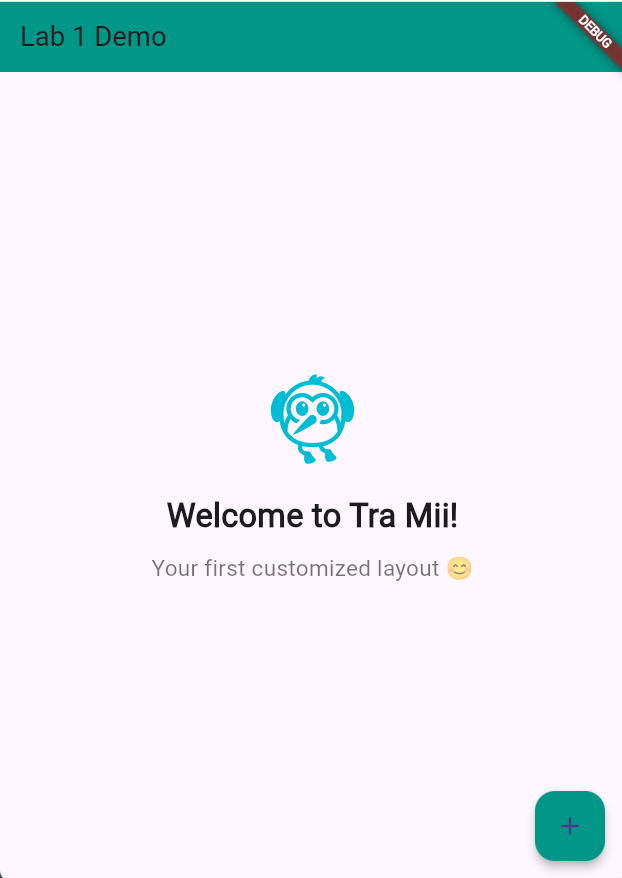 Lab 1 Demo
DEBUG
Welcome to Tra Mii!
Your first customized layout 😊
+